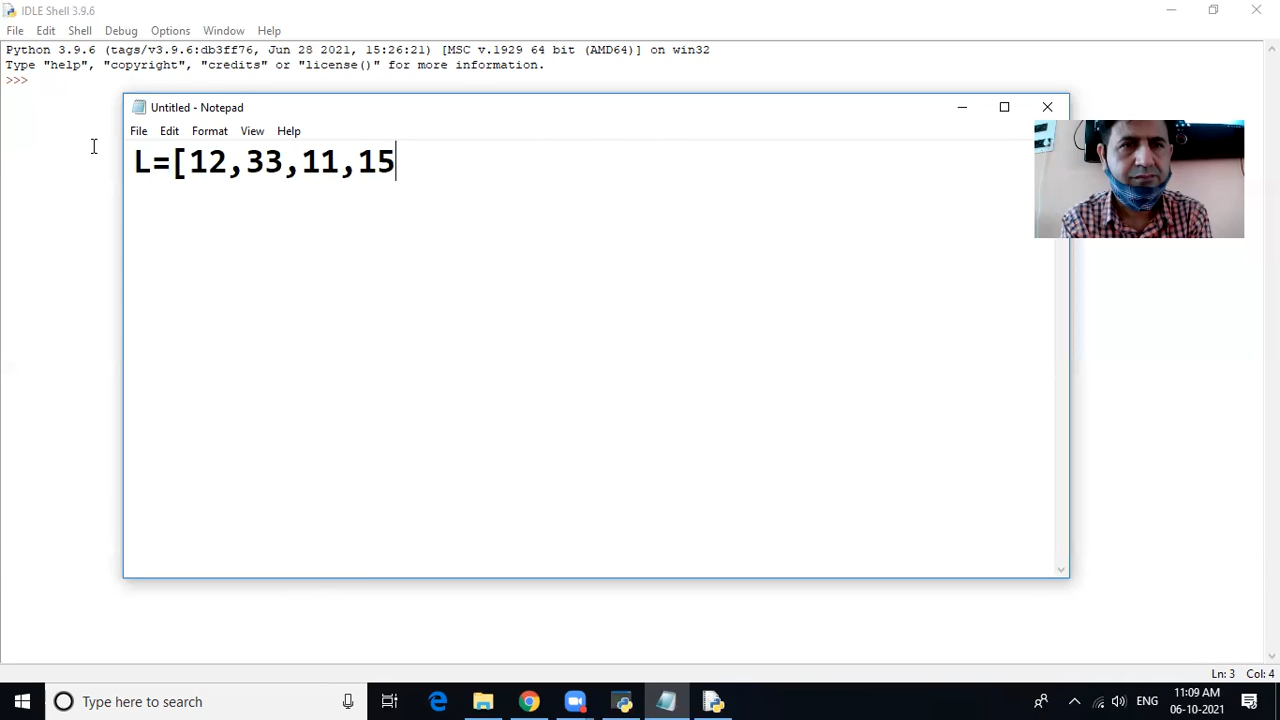 IDLE Shell 3.9.6
File Edit Shell Debug Options Window Help
Python 3.9.6 (tags/v3.9.6:db3ff76, Jun 28 2021, 15:26:21) [MSC v.1929 64 bit (AMD64)] on win32
Type "help", "copyright", "credits" or "license()" for more information.
>>>
Untitled - Notepad
File Edit Format View Help
L=[12,33,11,15
Ln: 3 Col: 4
Type here to search
ENG
11:09 AM
06-10-2021